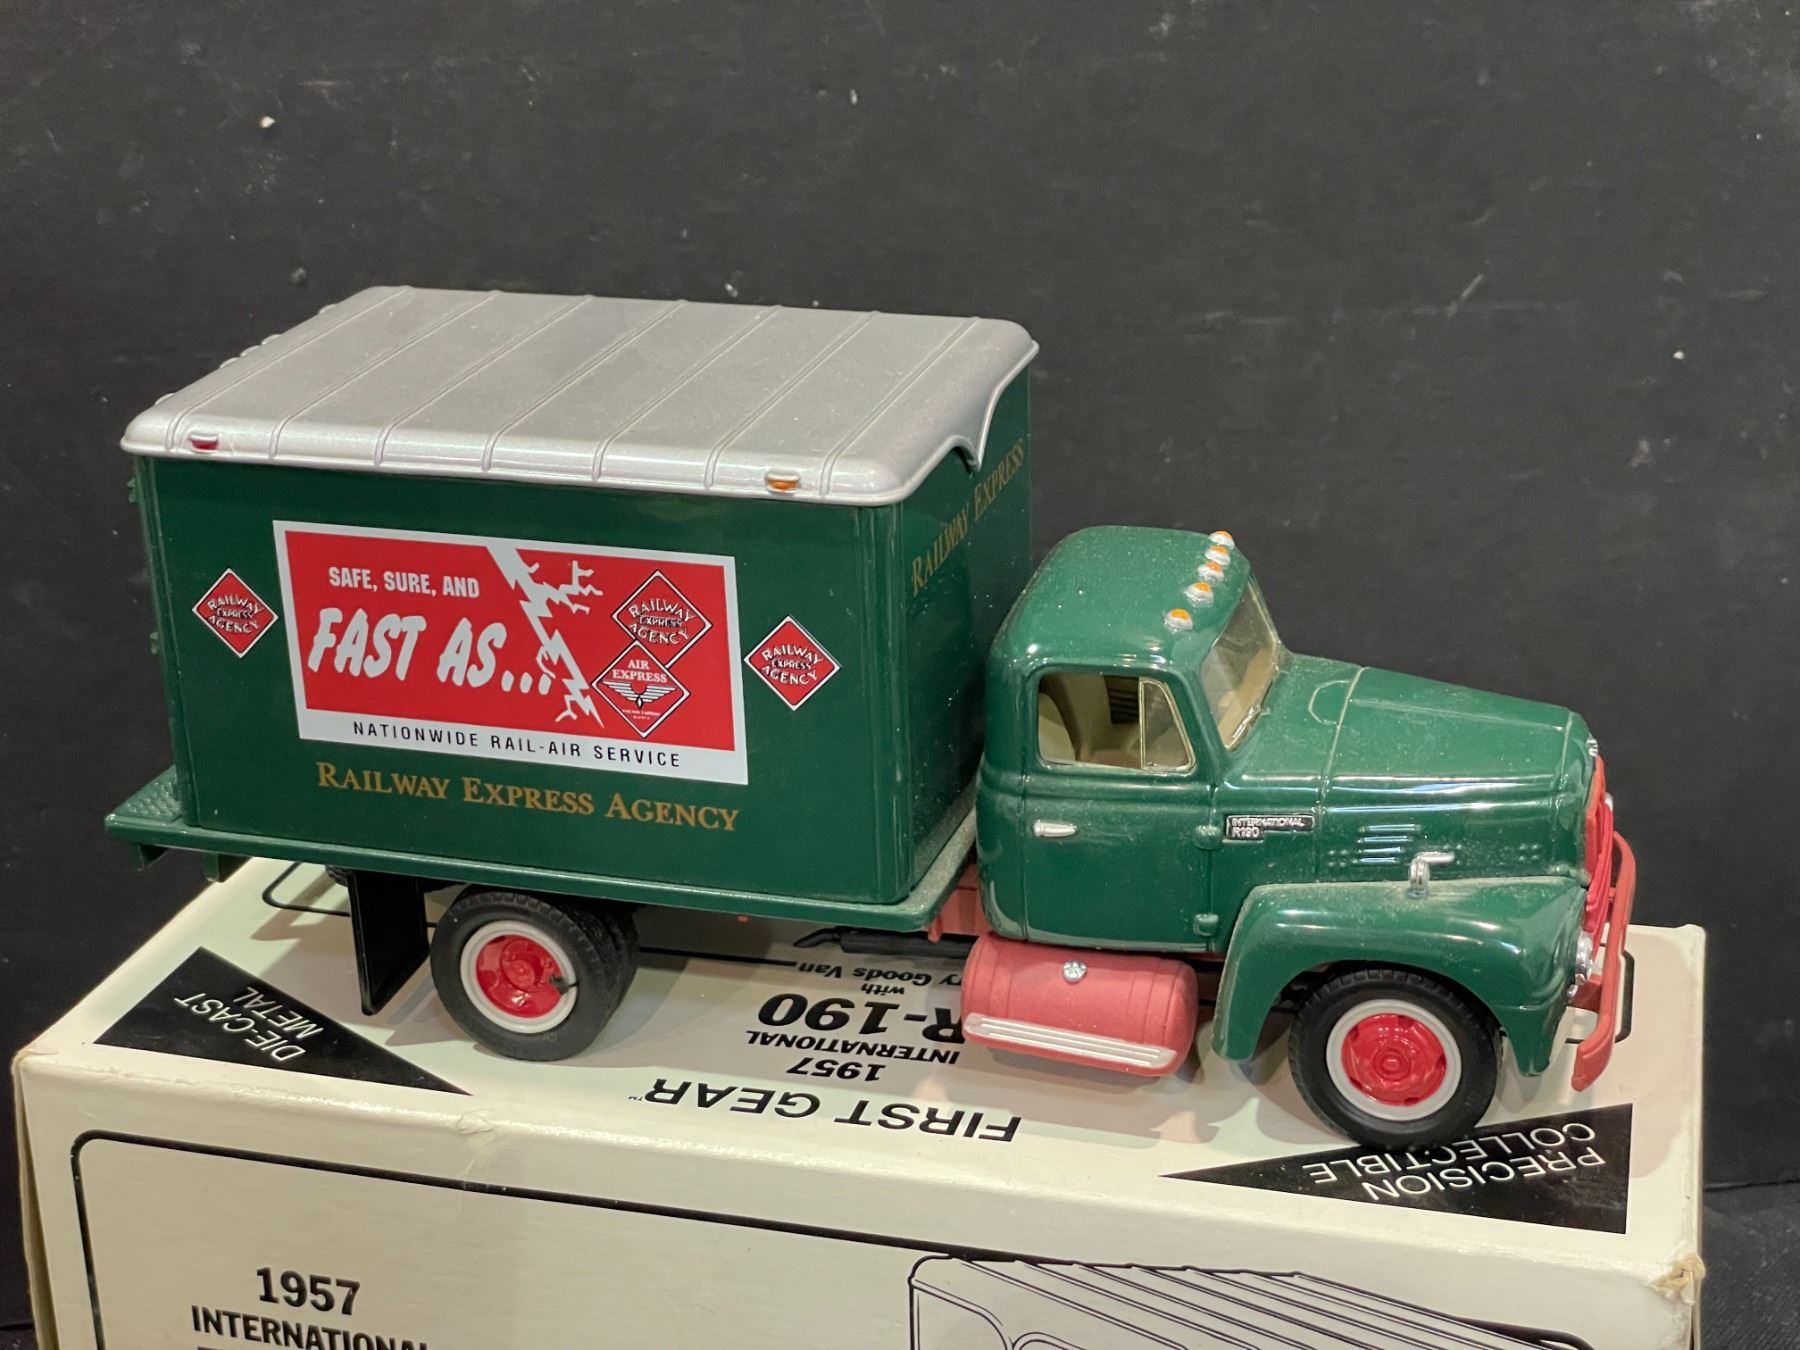 SAFE, SURE, AND
FAST AS...
NATIONWIDE RAIL-AIR SERVICE
RAILWAY
EXPRESS
AGENCY
AIR
EXPRESS
RAILWAY
EXPRESS
AGENCY
RAILWAY
EXPRESS
AGENCY
RAILWAY EXPRESS AGENCY
RAILWAY EXPRESS
INTERNATIONAL
R190
DIE-CAST
METAL
FIRST GEAR™
1957
INTERNATIONAL
R-190
with
Goods Van
PRECISION
COLLECTIBLE
1957
INTERNATIONAL